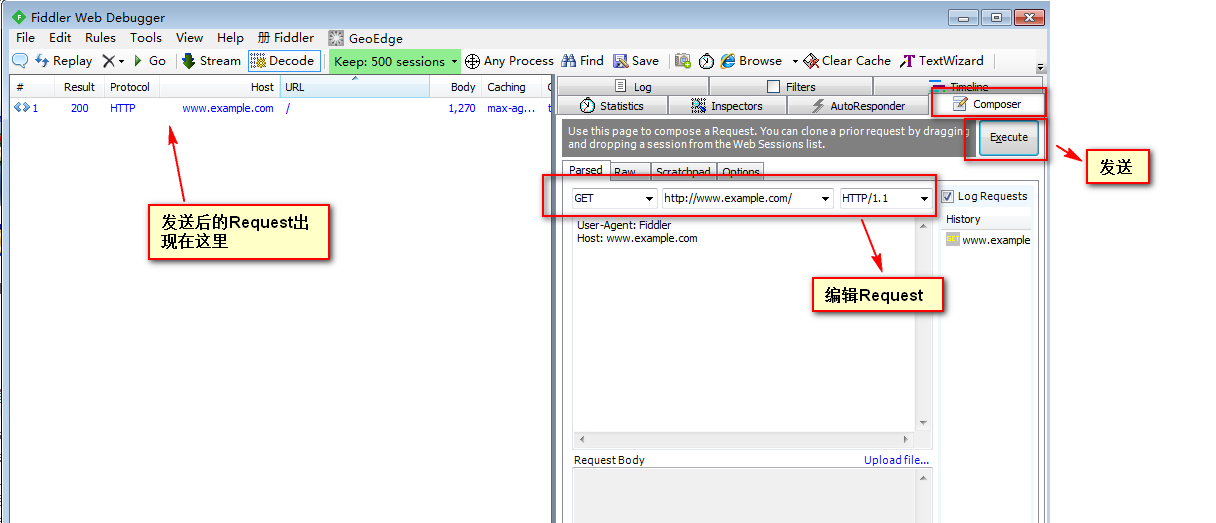 Fiddler Web Debugger
File Edit Rules Tools View Help 册 Fiddler GeoEdge
Replay Go Stream Decode Keep: 500 sessions Any Process Find Save Browse Clear Cache TextWizard
# Result Protocol Host URL Body Caching C
1 200 HTTP www.example.com / 1,270 max-ag... t
发送后的Request出
现在这里
Log Filters Timeline
Statistics Inspectors AutoResponder Composer
Use this page to compose a Request. You can clone a prior request by dragging
and dropping a session from the Web Sessions list.
Execute
发送
Parsed Raw Scratchpad Options
GET http://www.example.com/ HTTP/1.1
Log Requests
User-Agent: Fiddler
Host: www.example.com
History
www.example
编辑Request
Request Body Upload file...